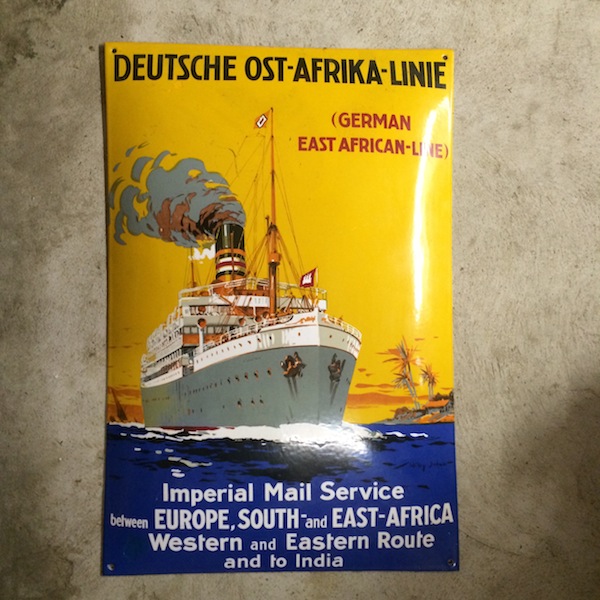 DEUTSCHE OST-AFRIKA-LINIE
(GERMAN
EAST AFRICAN-LINE)
Imperial Mail Service
between EUROPE, SOUTH- and EAST-AFRICA
Western and Eastern Route
and to India